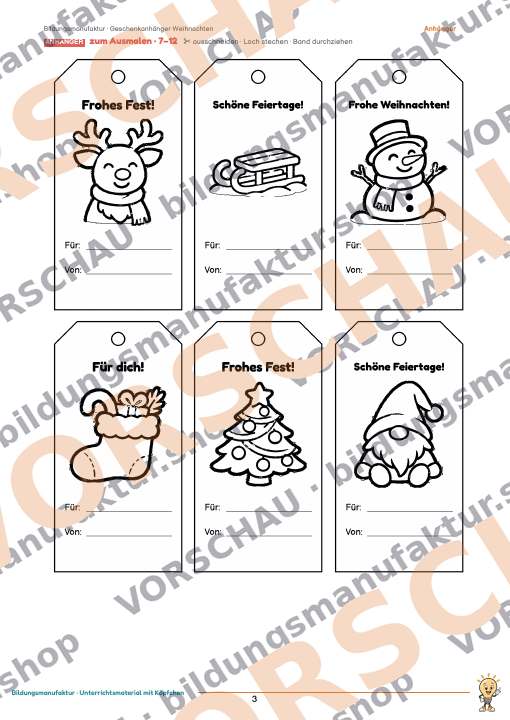 Bildungsmanufaktur · Geschenkanhänger Weihnachten
Anhänger
ANHÄNGER zum Ausmalen · 7–12 ✂ ausschneiden · Loch stechen · Band durchziehen
Frohes Fest!
Schöne Feiertage!
Frohe Weihnachten!
Für:
Für:
Für:
Von:
Von:
Von:
Für dich!
Frohes Fest!
Schöne Feiertage!
Für:
Für:
Für:
Von:
Von:
Von:
VORSCHAU · bildungsmanufaktur.shop
VORSCHAU
Bildungsmanufaktur · Unterrichtsmaterial mit Köpfchen
3